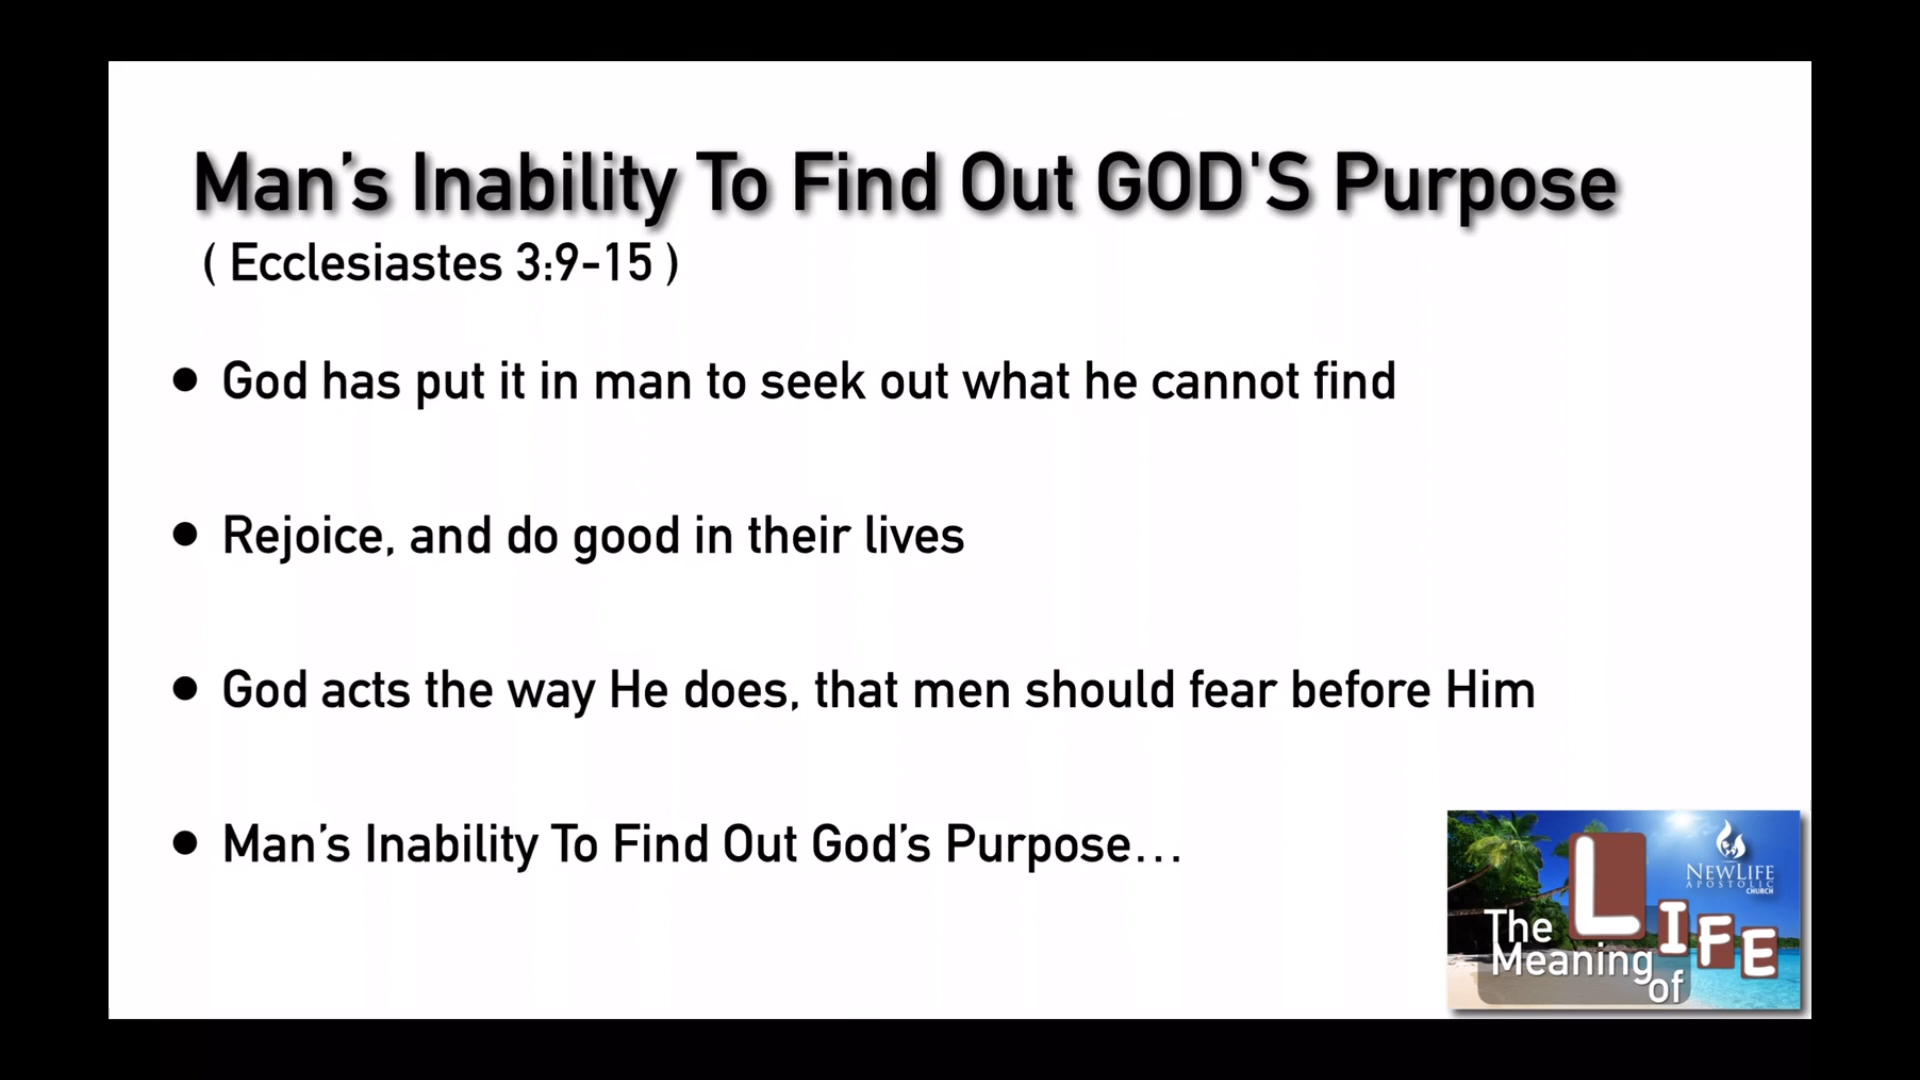 Man’s Inability To Find Out GOD'S Purpose
( Ecclesiastes 3:9-15 )
• God has put it in man to seek out what he cannot find
• Rejoice, and do good in their lives
• God acts the way He does, that men should fear before Him
• Man’s Inability To Find Out God’s Purpose…
NEWLIFE
APOSTOLIC
CHURCH
The
Meaning
of
LIFE